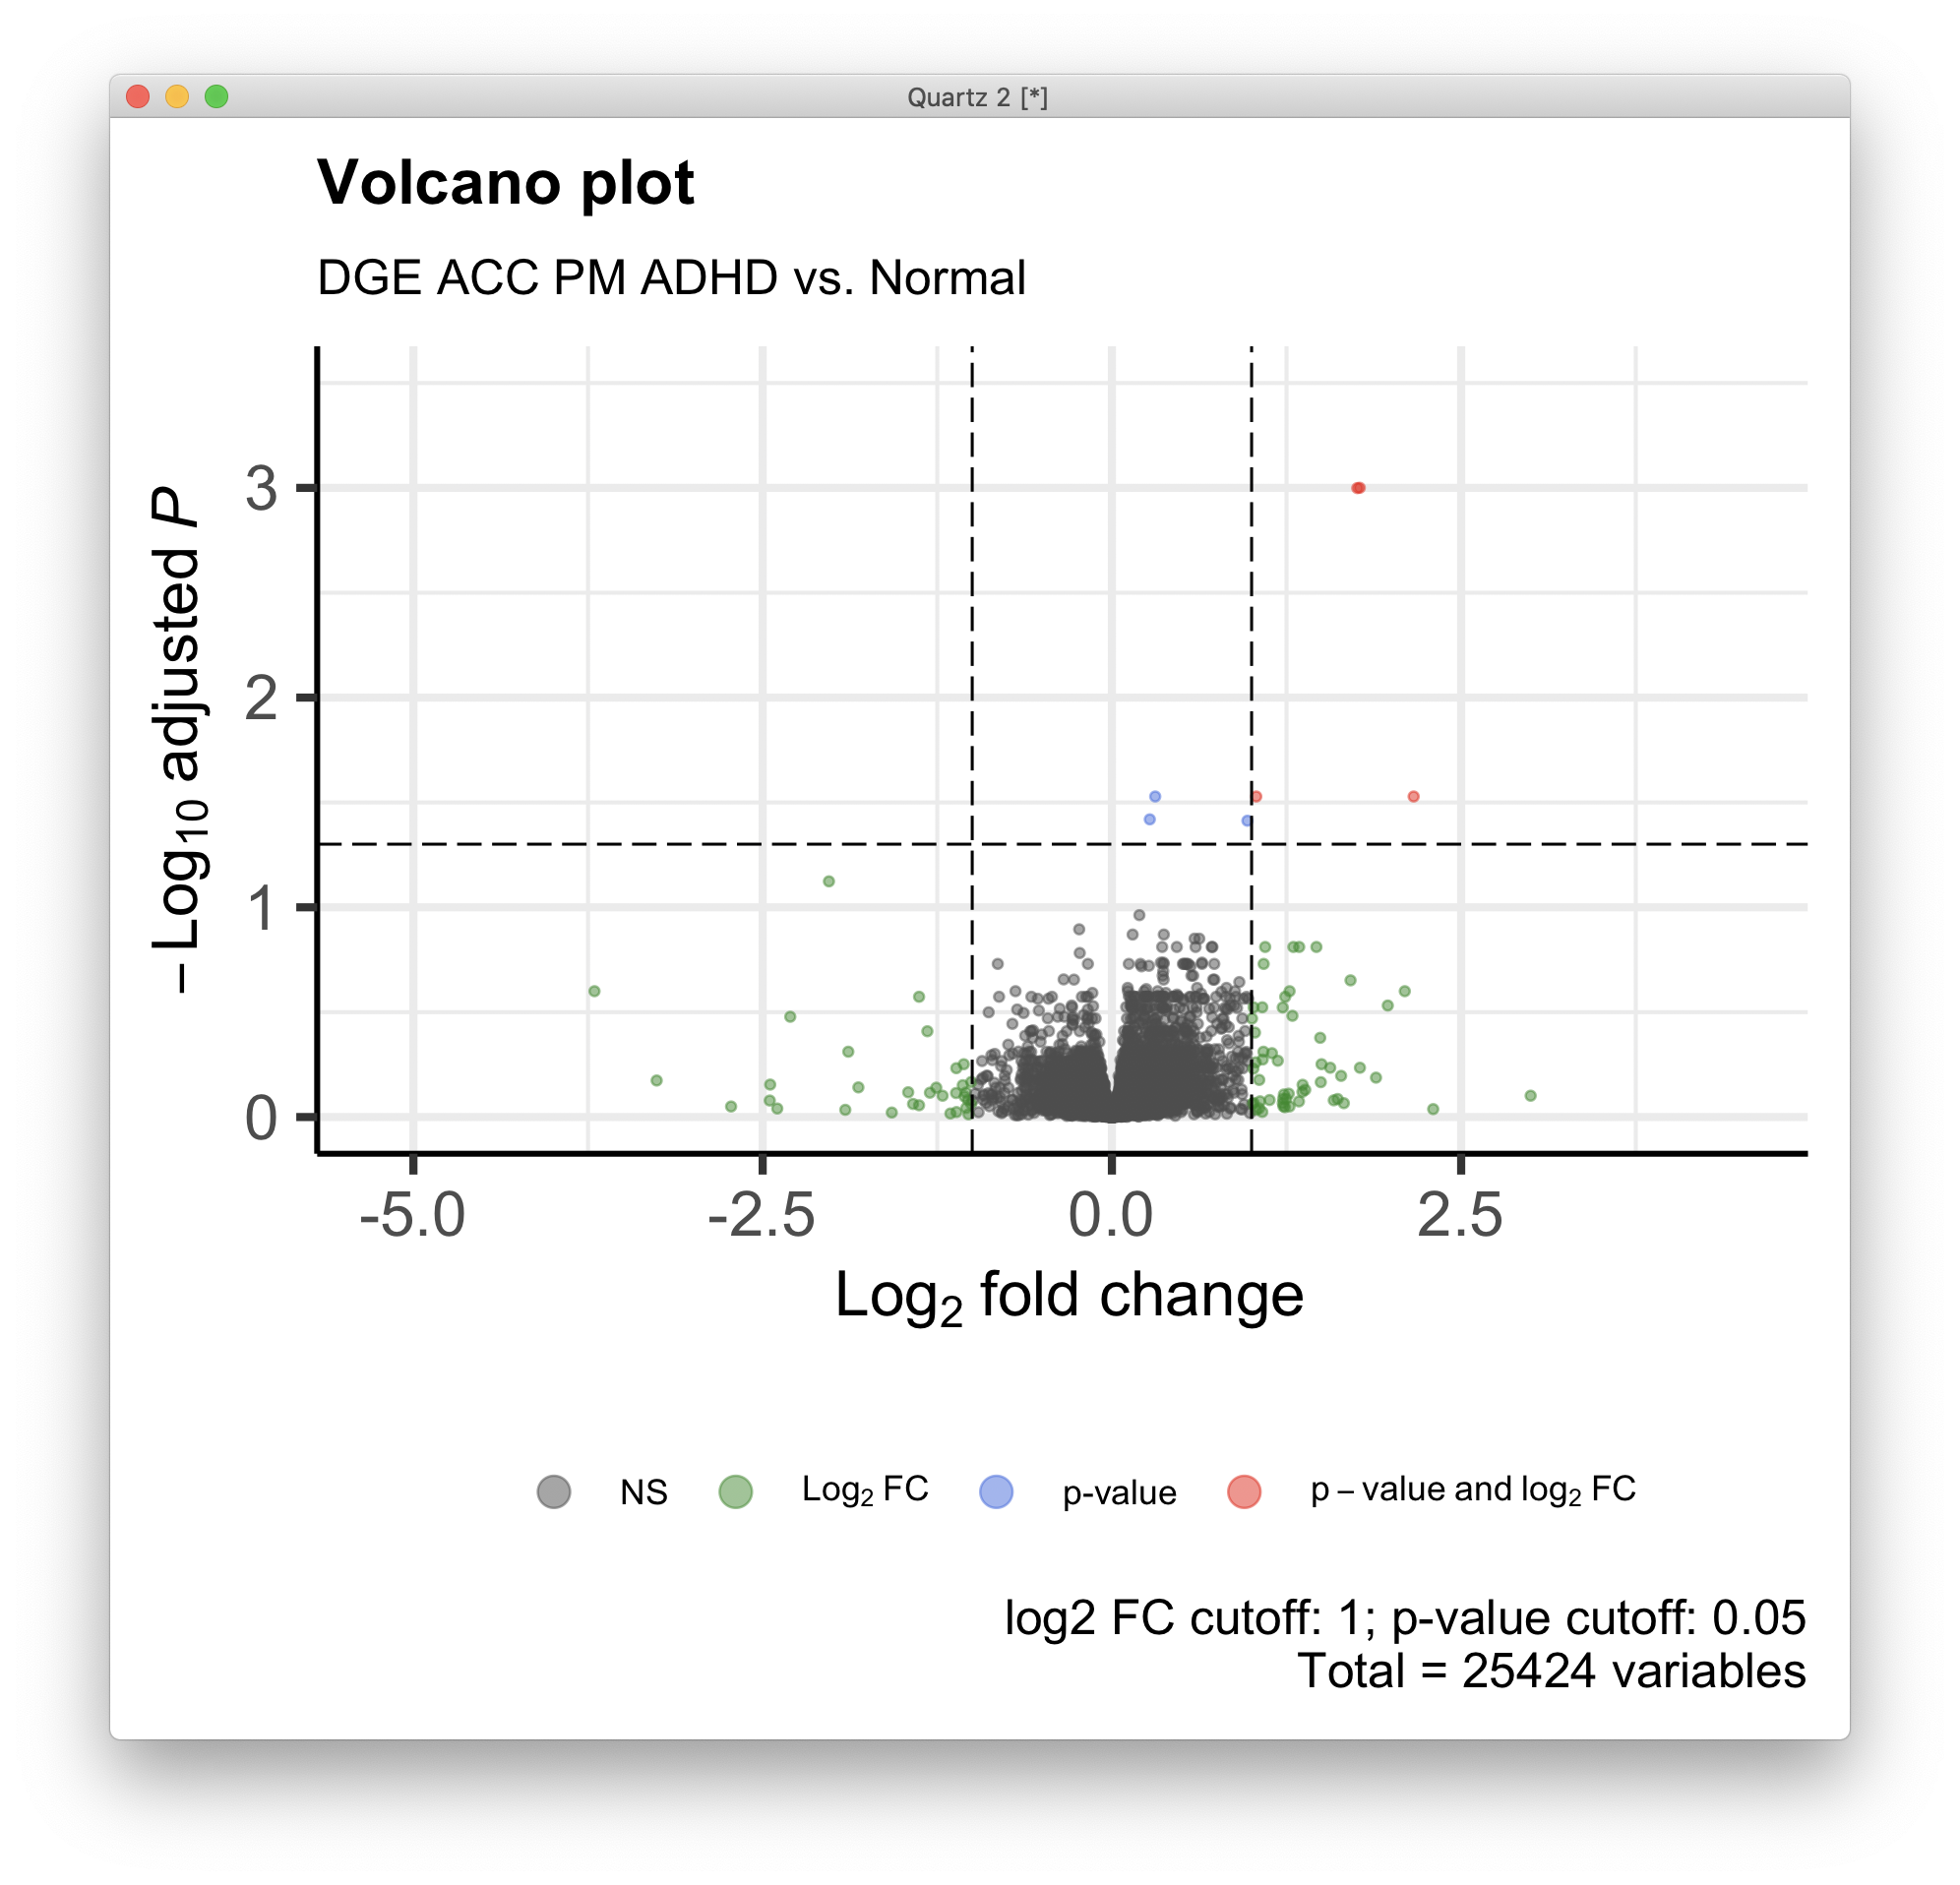 Quartz 2 [*]
Volcano plot
DGE ACC PM ADHD vs. Normal
– Log10 adjusted P
3
2
1
0
-5.0 -2.5 0.0 2.5
Log2 fold change
NS Log2 FC p-value p – value and log2 FC
log2 FC cutoff: 1; p-value cutoff: 0.05
Total = 25424 variables